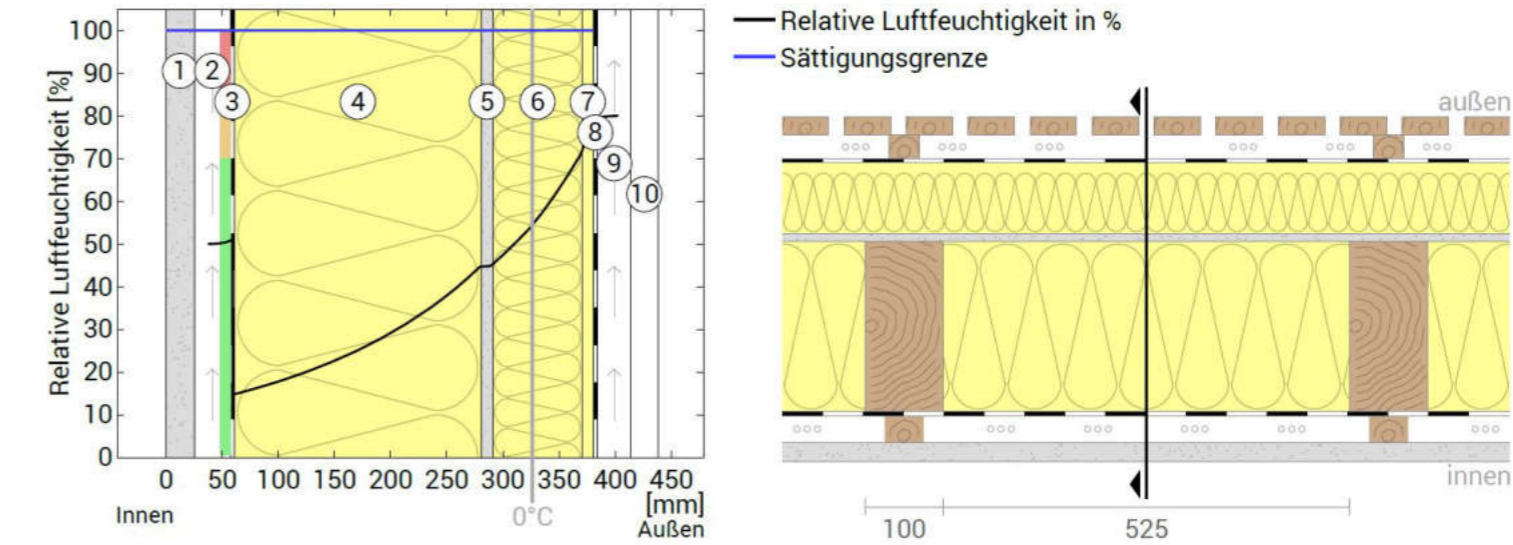 Relative Luftfeuchtigkeit [%]
100
90
80
70
60
50
40
30
20
10
0
1
2
3
4
5
6
7
8
9
10
0 50 100 150 200 250 300 350 400 450
[mm]
Innen
0°C
Außen
Relative Luftfeuchtigkeit in %
Sättigungsgrenze
außen
innen
100
525